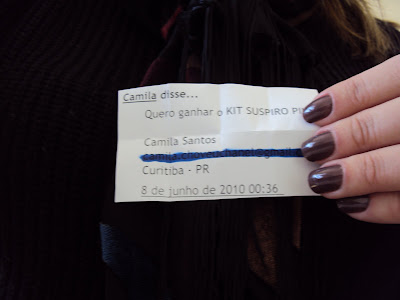 Camila disse...
Quero ganhar o KIT SUSPIRO
Camila Santos
Curitiba - PR
8 de junho de 2010 00:36